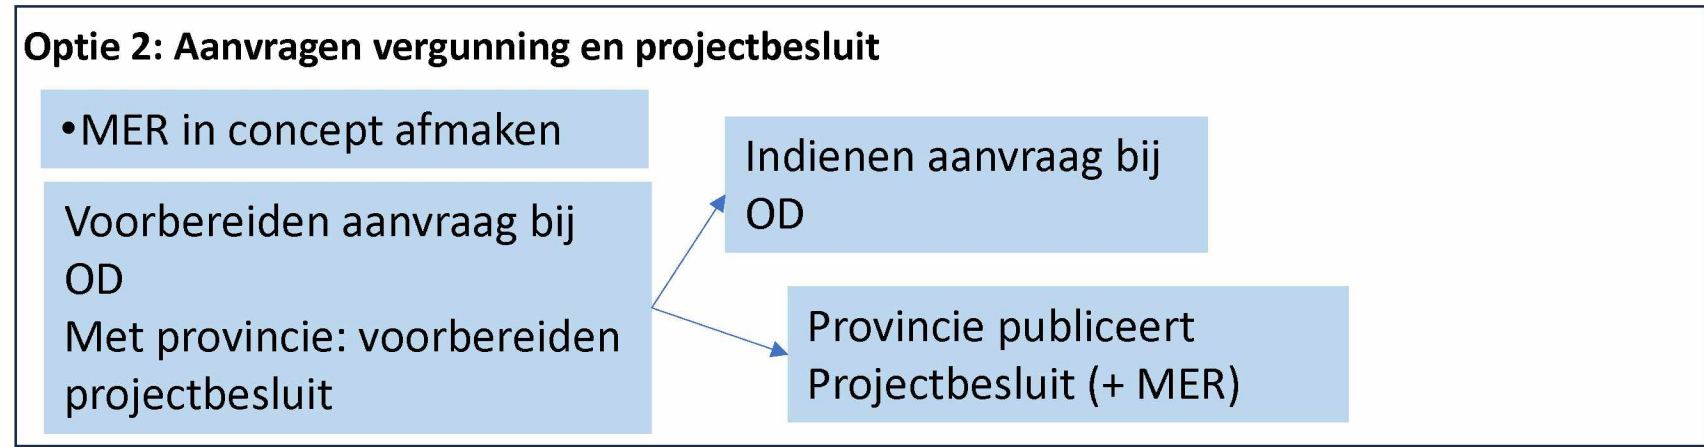 Optie 2: Aanvragen vergunning en projectbesluit
•MER in concept afmaken
Voorbereiden aanvraag bij
OD
Met provincie: voorbereiden
projectbesluit
Indienen aanvraag bij
OD
Provincie publiceert
Projectbesluit (+ MER)